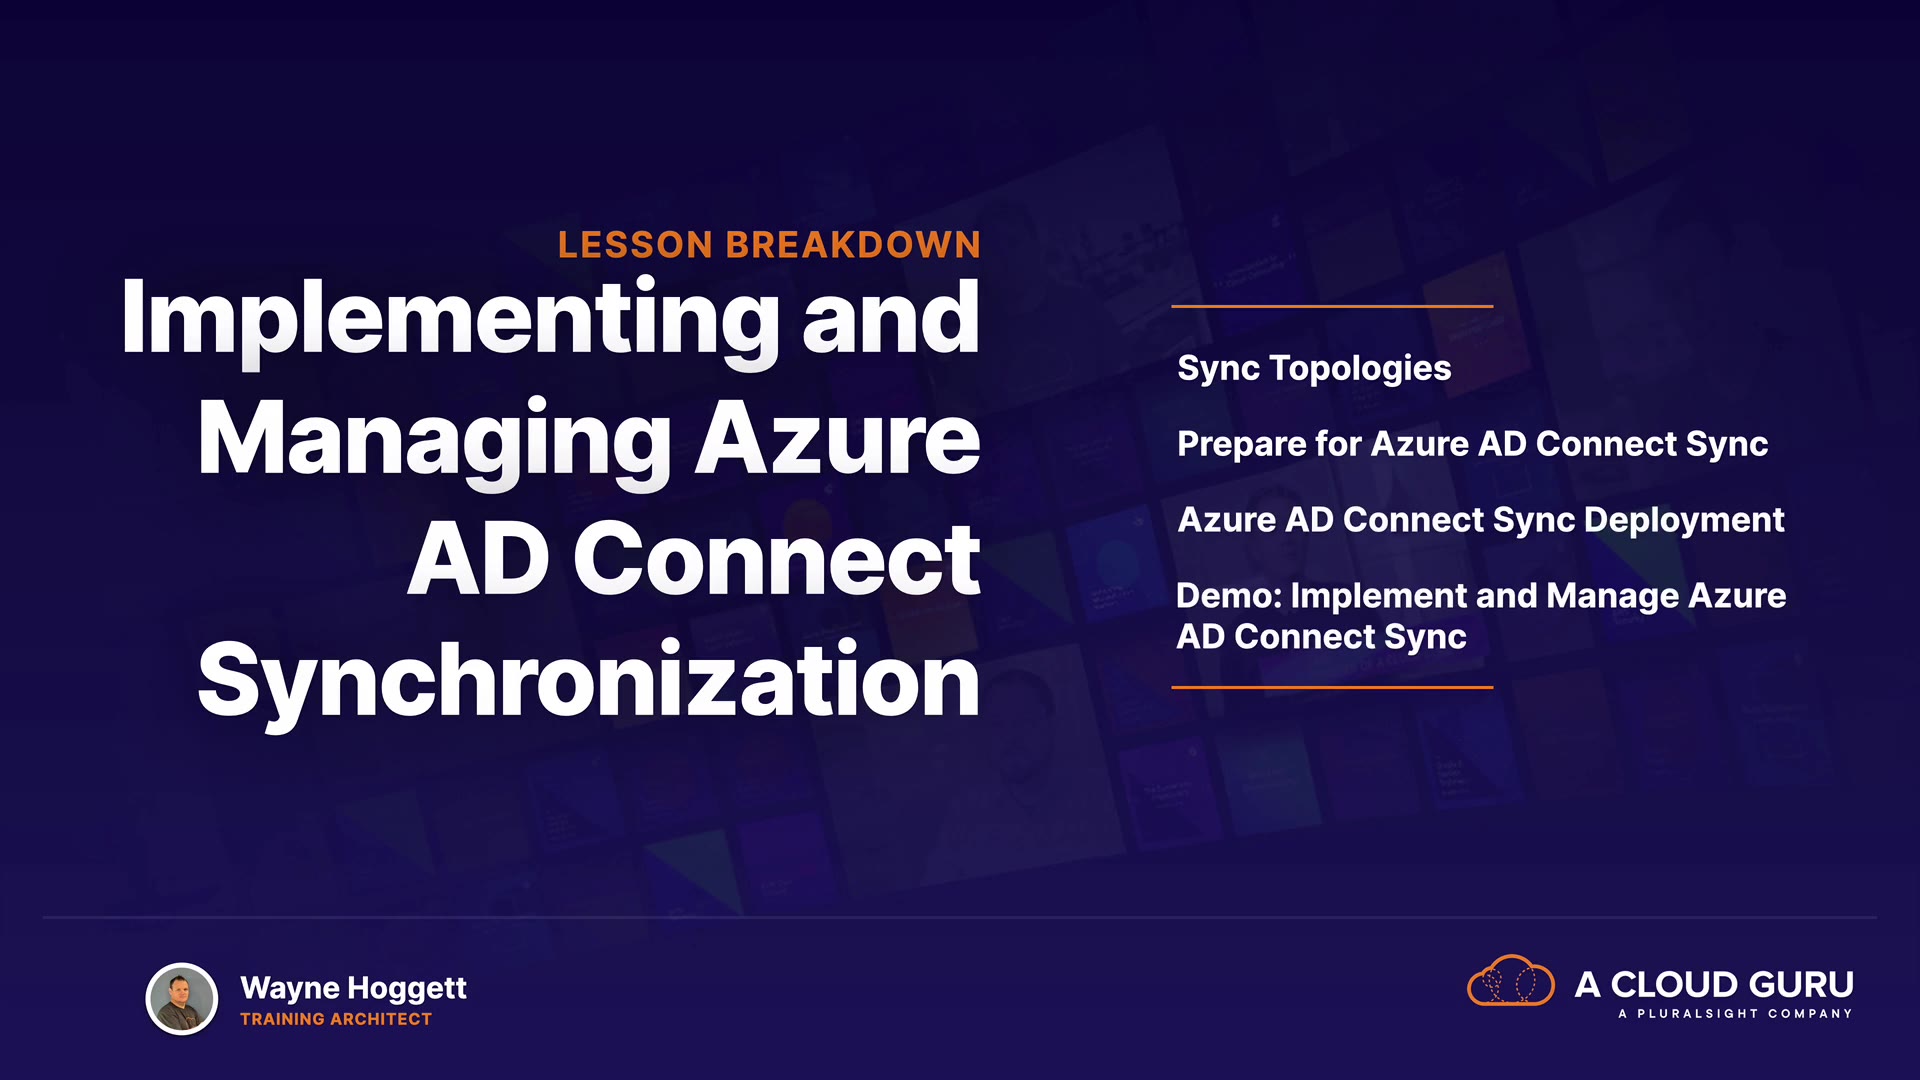 LESSON BREAKDOWN
Implementing and
Managing Azure
AD Connect
Synchronization
Sync Topologies
Prepare for Azure AD Connect Sync
Azure AD Connect Sync Deployment
Demo: Implement and Manage Azure
AD Connect Sync
Wayne Hoggett
TRAINING ARCHITECT
A CLOUD GURU
A PLURALSIGHT COMPANY